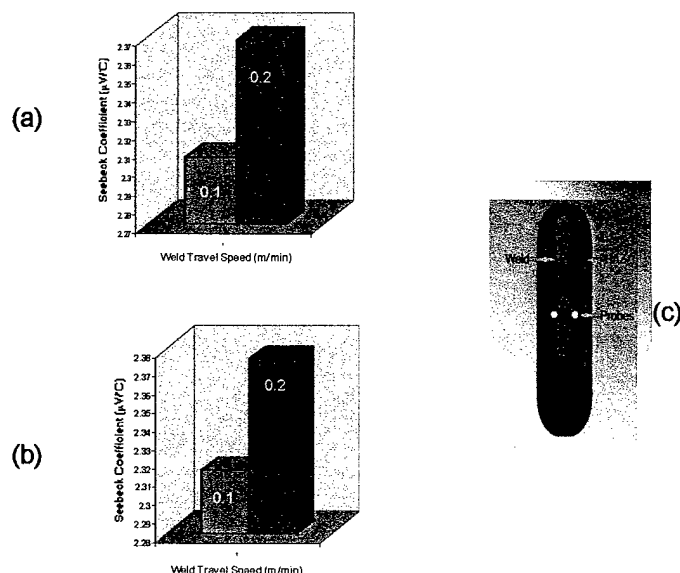 (a)
Seebeck Coefficient (µV/°C)
2.37
2.36
2.35
2.34
2.33
2.32
2.31
2.30
2.29
2.28
2.27
0.2
0.1
Weld Travel Speed (m/min)
(b)
Seebeck Coefficient (µV/°C)
2.38
2.37
2.36
2.35
2.34
2.33
2.32
2.31
2.30
2.29
2.28
0.2
0.1
Weld Travel Speed (m/min)
Weld
Probes
(c)